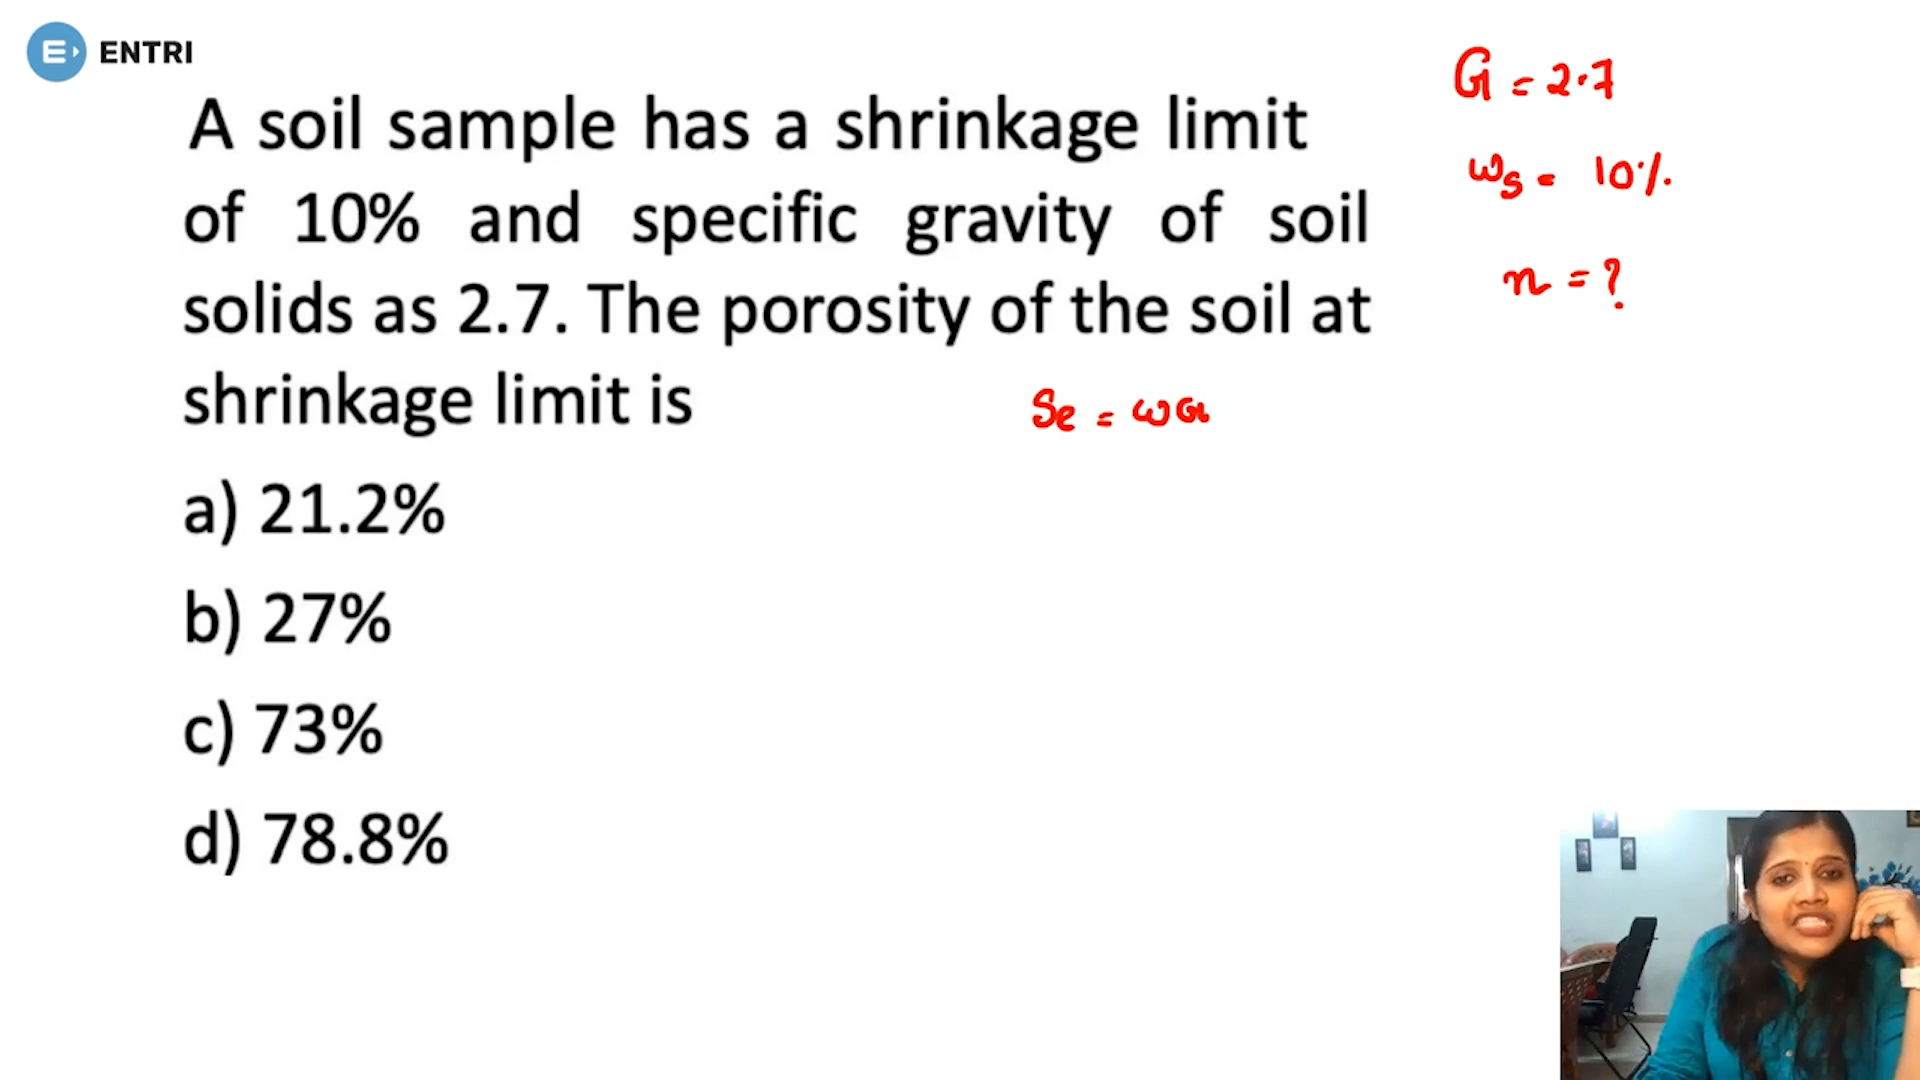 ENTRI
A soil sample has a shrinkage limit
of 10% and specific gravity of soil
solids as 2.7. The porosity of the soil at
shrinkage limit is
a) 21.2%
b) 27%
c) 73%
d) 78.8%
G = 2.7
ws = 10%.
n = ?
Se = wG